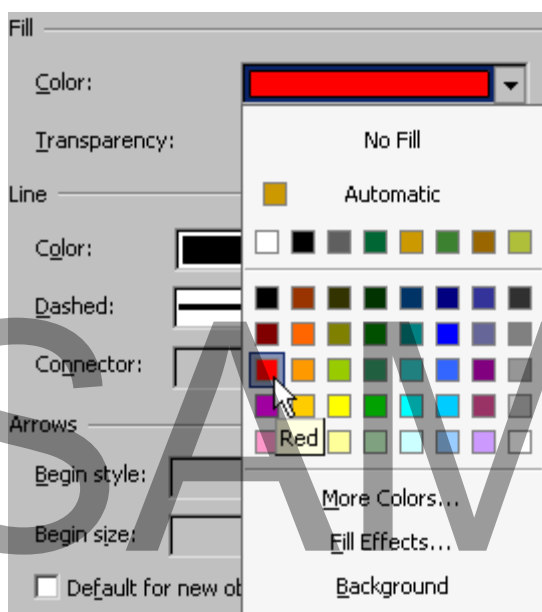 Fill
Color:
No Fill
Transparency:
Automatic
Line
Color:
Dashed:
Connector:
Red
Arrows
Begin style:
More Colors...
Begin size:
Fill Effects...
Default for new
Background
SAM